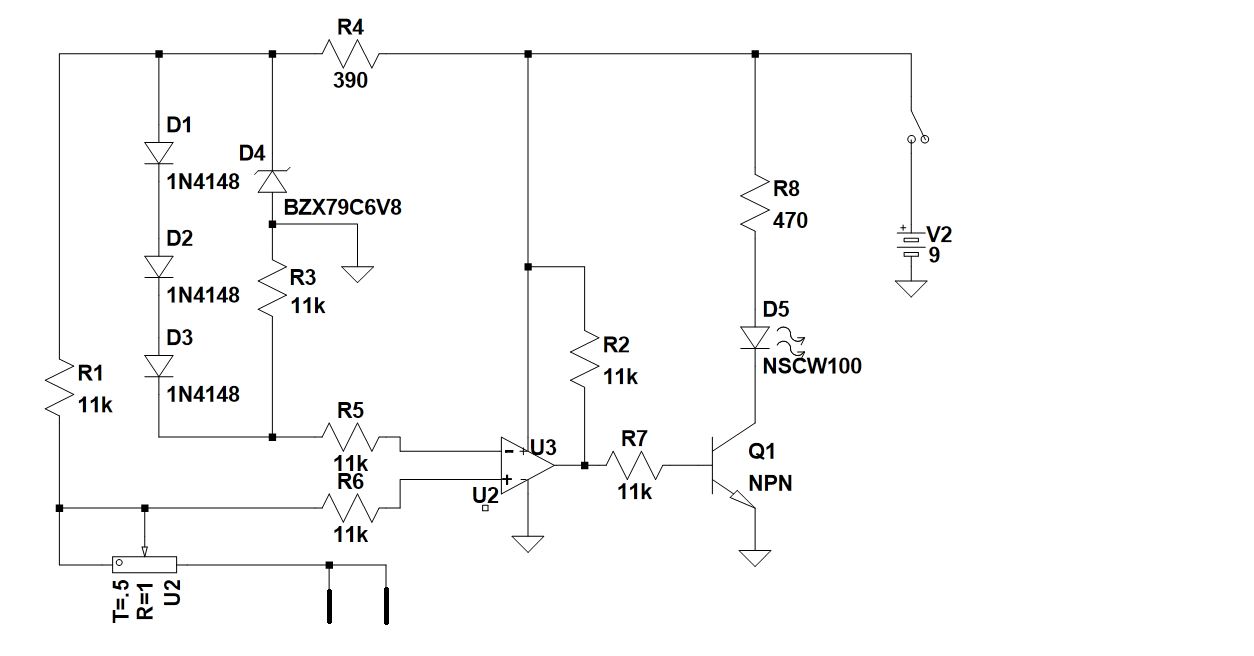 R4
390
D1
1N4148
D4
BZX79C6V8
R8
470
+
V2
9
D2
1N4148
R3
11k
D3
1N4148
D5
NSCW100
R2
11k
R1
11k
R5
11k
R6
11k
- +
U3
+ -
U2
R7
11k
Q1
NPN
T=.5
R=1
U2